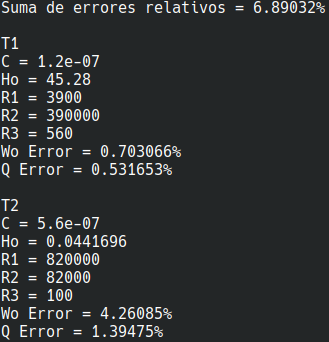 Suma de errores relativos = 6.89032%
T1
C = 1.2e-07
Ho = 45.28
R1 = 3900
R2 = 390000
R3 = 560
Wo Error = 0.703066%
Q Error = 0.531653%
T2
C = 5.6e-07
Ho = 0.0441696
R1 = 820000
R2 = 82000
R3 = 100
Wo Error = 4.26085%
Q Error = 1.39475%